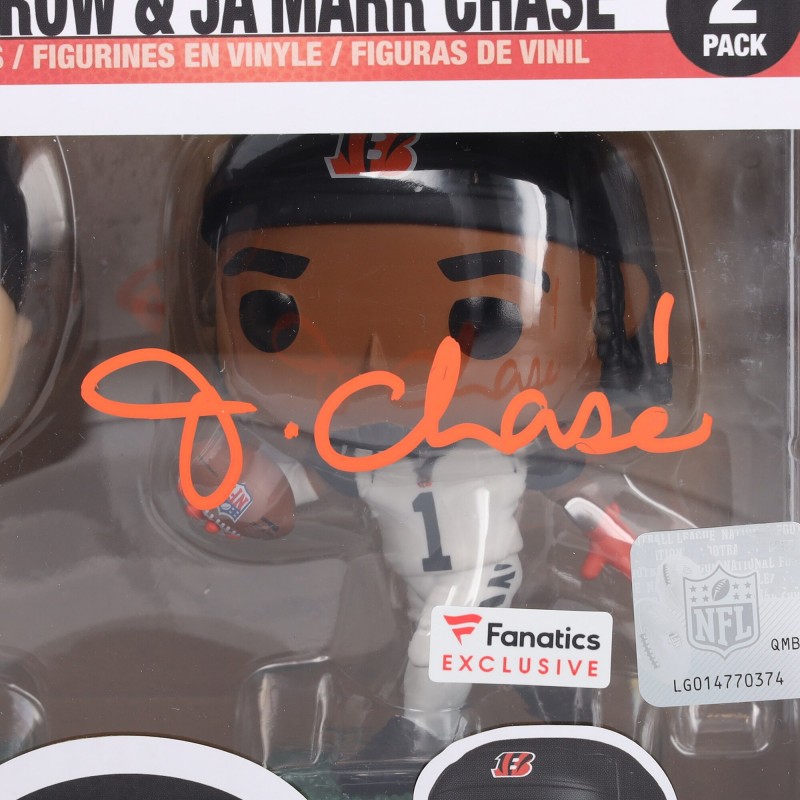 ROW & JA'MARR CHASE
S / FIGURINES EN VINYLE / FIGURAS DE VINIL
2
PACK
B
J. Chase'
NFL
1
Fanatics
EXCLUSIVE
NFL
QMB
LG014770374
B